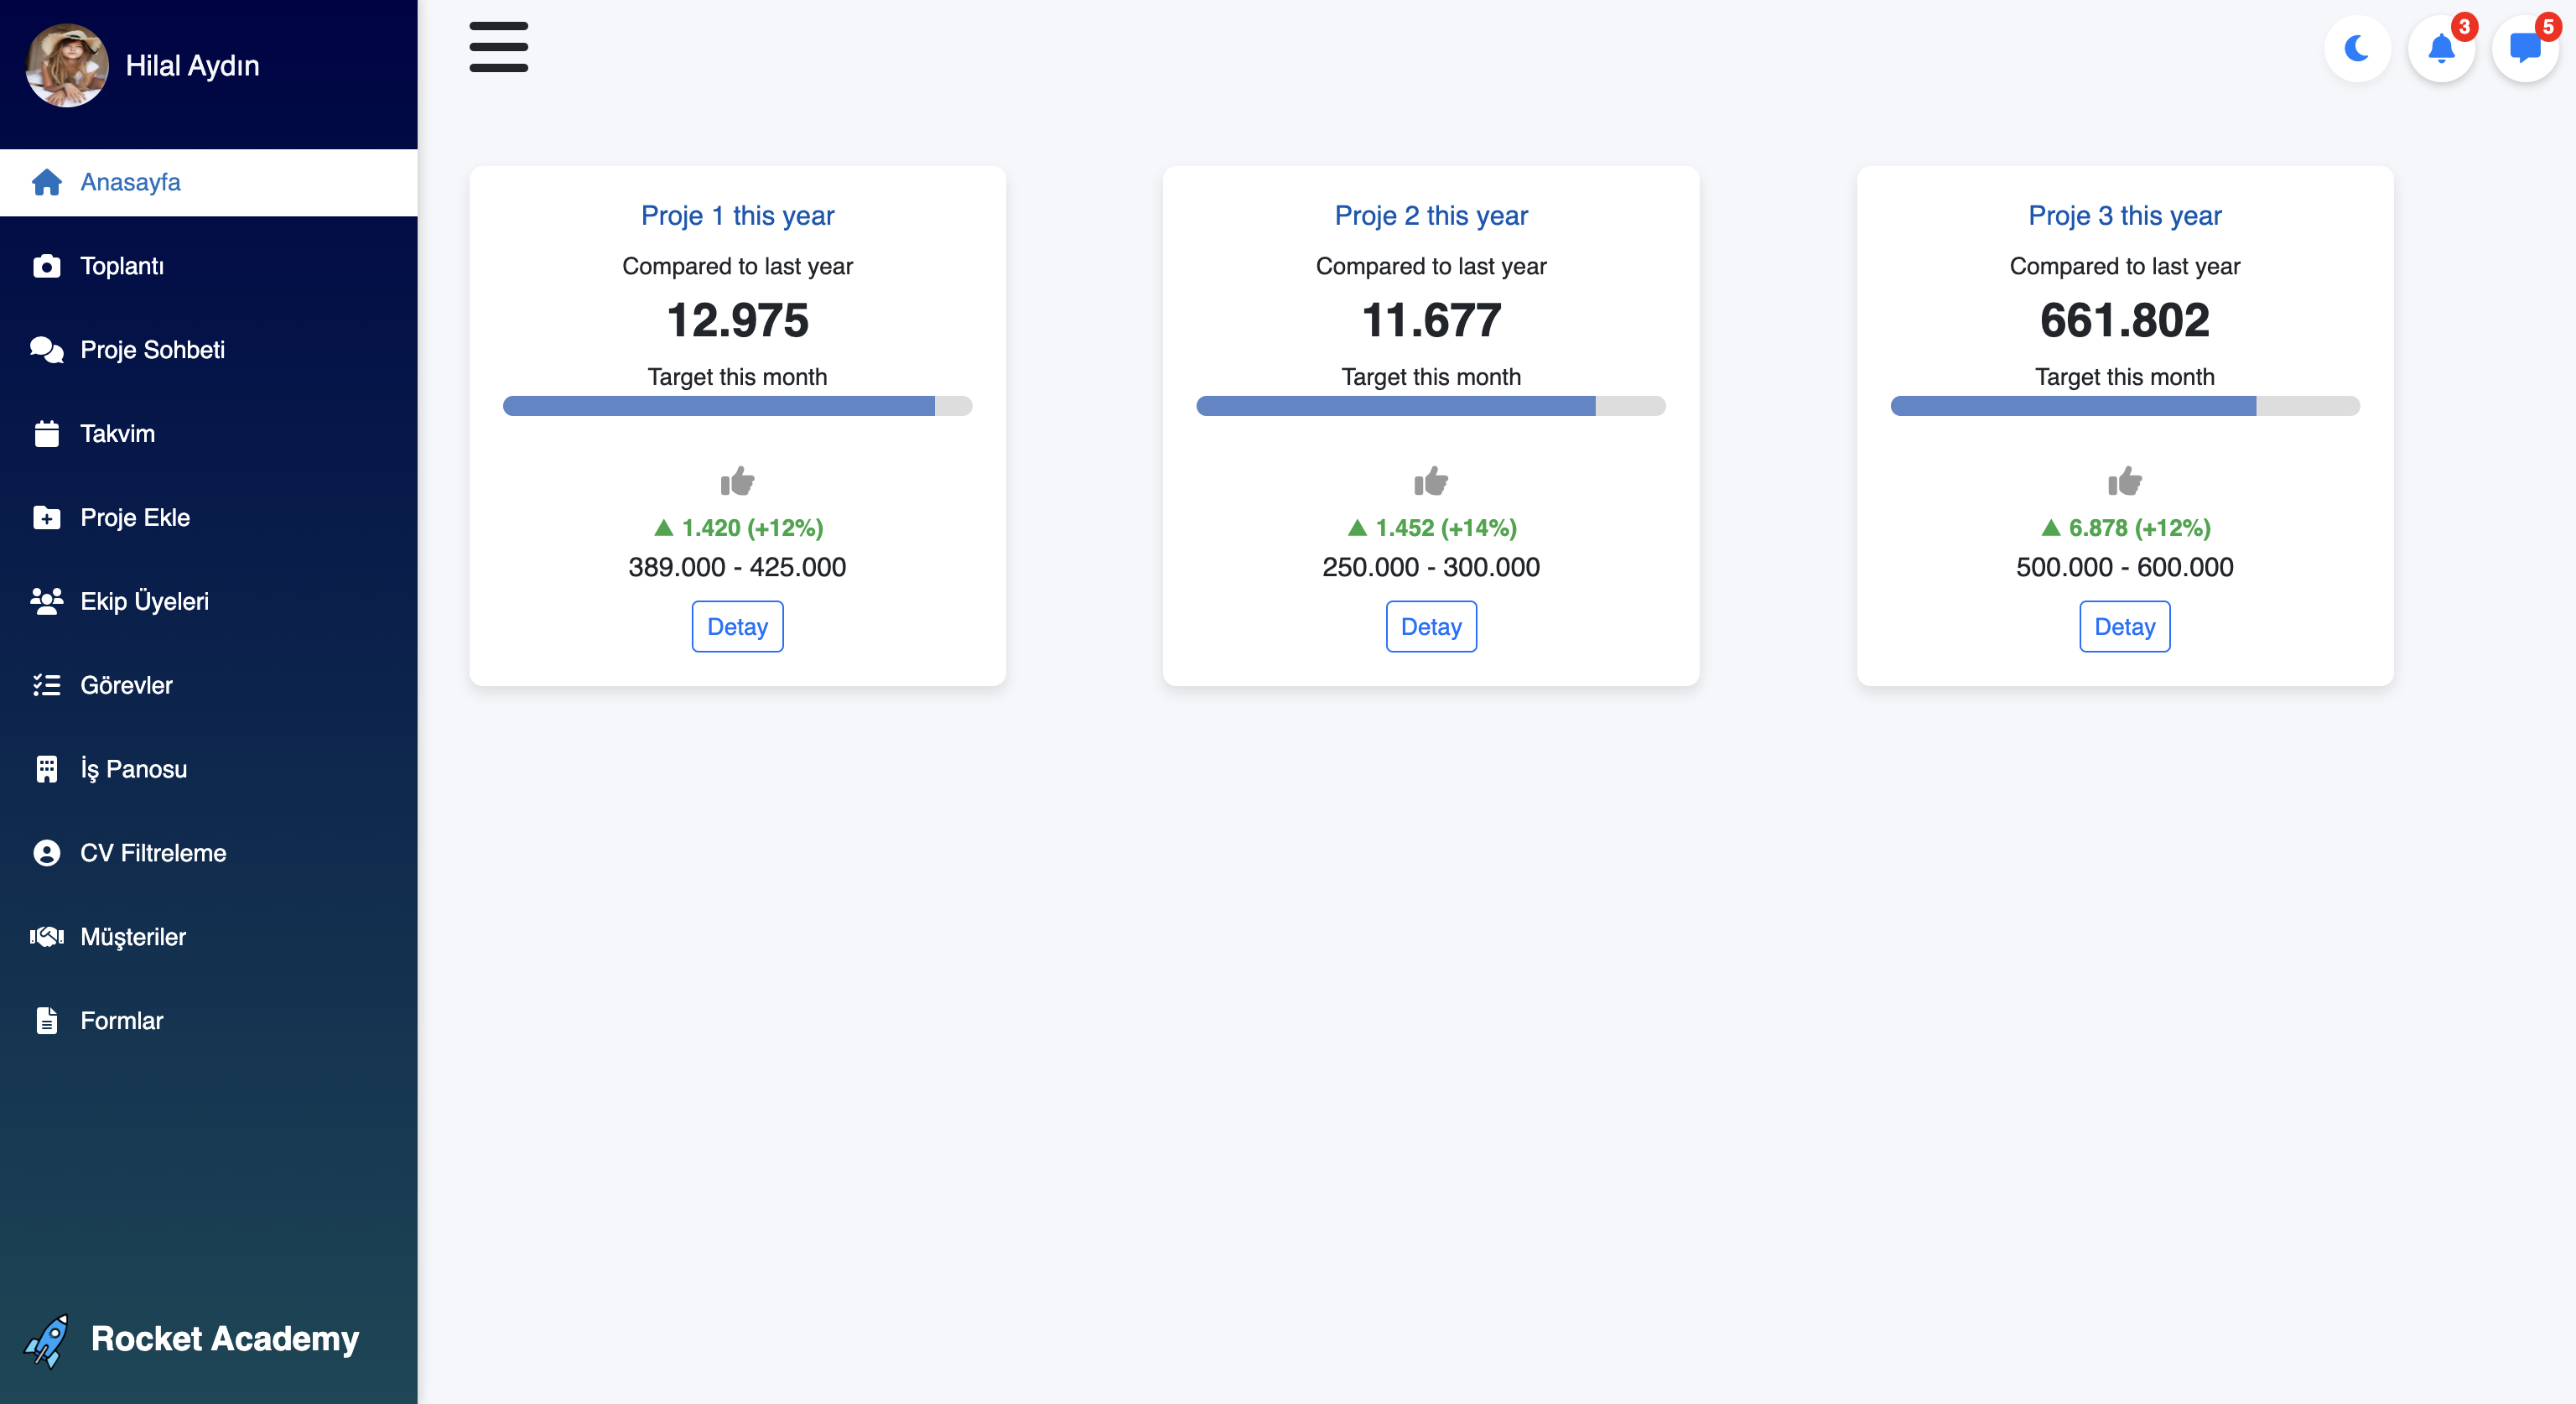 Hilal Aydın
Anasayfa
Toplantı
Proje Sohbeti
Takvim
Proje Ekle
Ekip Üyeleri
Görevler
İş Panosu
CV Filtreleme
Müşteriler
Formlar
Rocket Academy
3
5
Proje 1 this year
Compared to last year
12.975
Target this month
▲ 1.420 (+12%)
389.000 - 425.000
Detay
Proje 2 this year
Compared to last year
11.677
Target this month
▲ 1.452 (+14%)
250.000 - 300.000
Detay
Proje 3 this year
Compared to last year
661.802
Target this month
▲ 6.878 (+12%)
500.000 - 600.000
Detay